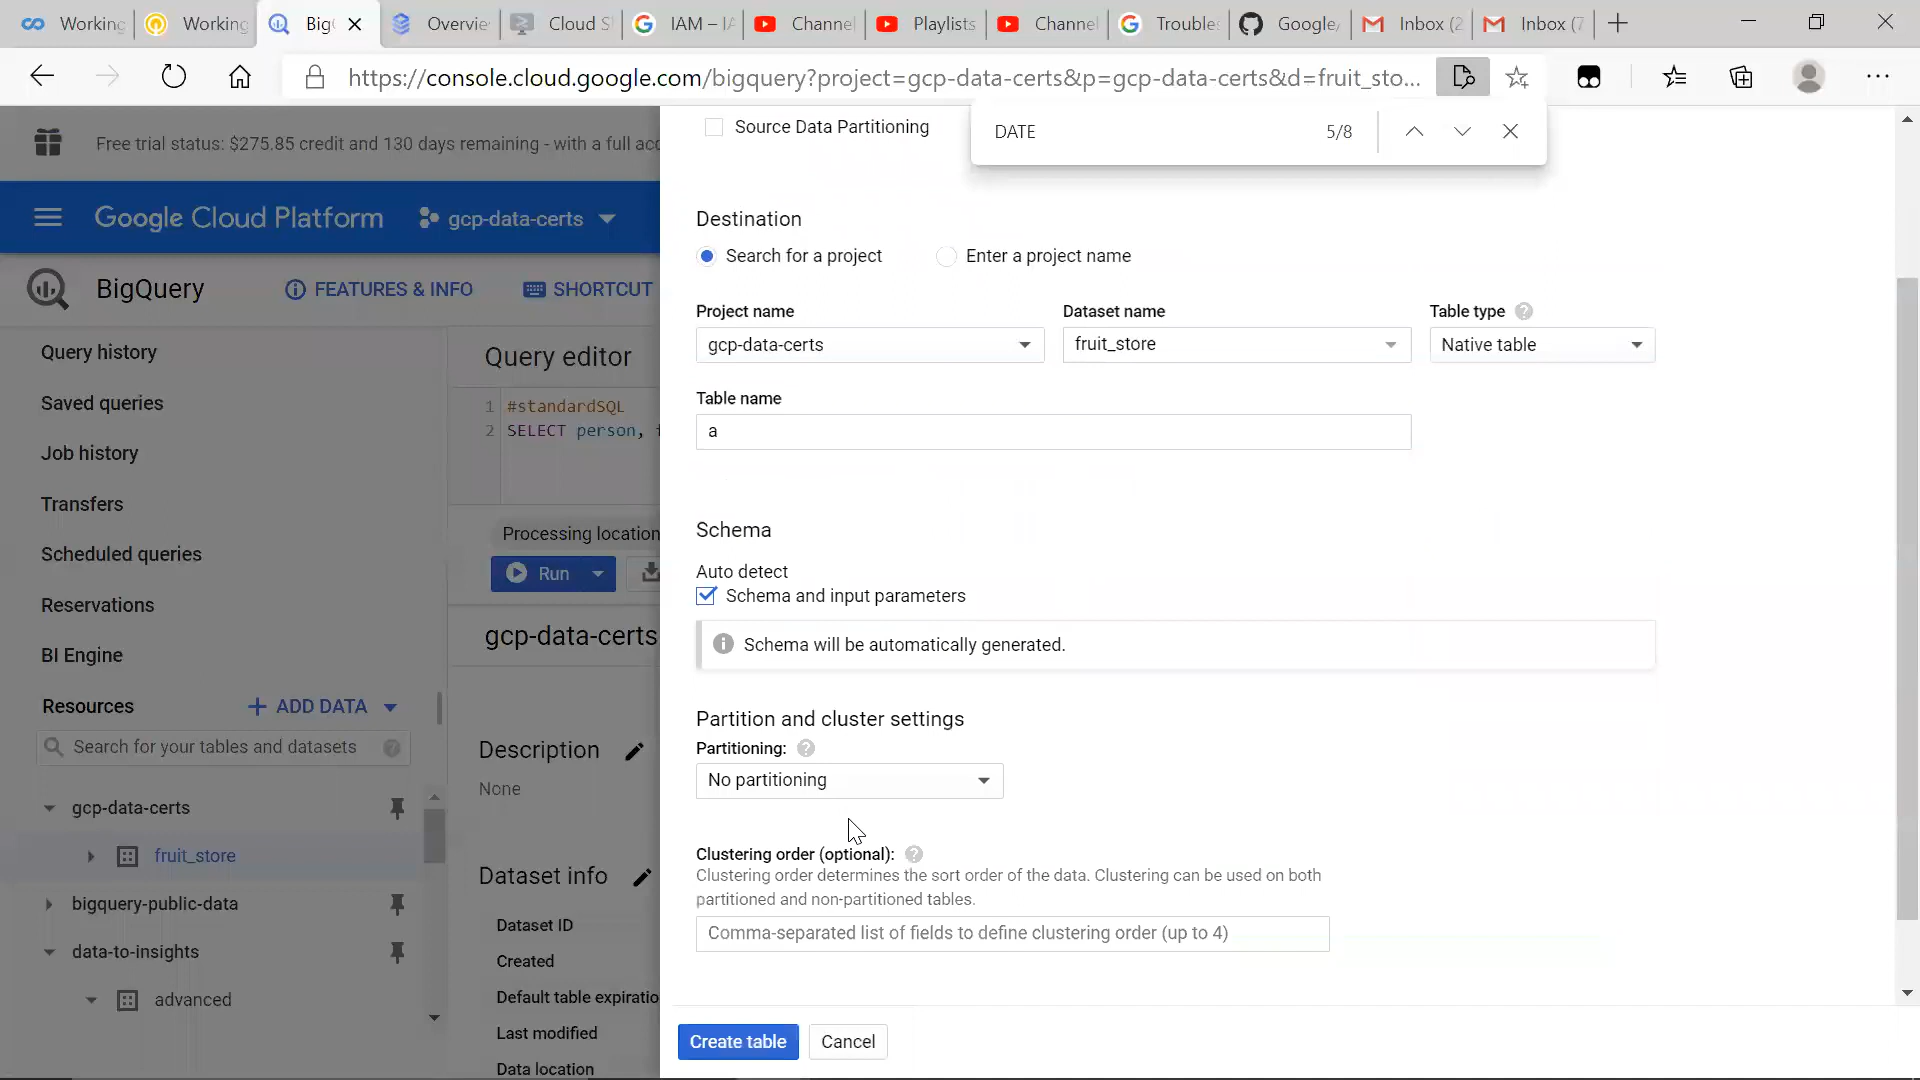 Working
Working
BigQ
Overvie
Cloud S
IAM – I
Channe
Playlists
Channe
Trouble
Google/
Inbox (2
Inbox (7
https://console.cloud.google.com/bigquery?project=gcp-data-certs&p=gcp-data-certs&d=fruit_sto...
DATE
5/8
Free trial status: $275.85 credit and 130 days remaining - with a full acc
Google Cloud Platform
gcp-data-certs
BigQuery
FEATURES & INFO
SHORTCUT
Query history
Saved queries
Job history
Transfers
Scheduled queries
Reservations
BI Engine
Resources
ADD DATA
Search for your tables and datasets
gcp-data-certs
fruit_store
bigquery-public-data
data-to-insights
advanced
Query editor
1 #standardSQL
2 SELECT person,
Processing location
Run
gcp-data-certs
Description
None
Dataset info
Dataset ID
Created
Default table expiratio
Last modified
Data location
Source Data Partitioning
Destination
Search for a project
Enter a project name
Project name
Dataset name
Table type
gcp-data-certs
fruit_store
Native table
Table name
a
Schema
Auto detect
Schema and input parameters
Schema will be automatically generated.
Partition and cluster settings
Partitioning:
No partitioning
Clustering order (optional):
Clustering order determines the sort order of the data. Clustering can be used on both
partitioned and non-partitioned tables.
Comma-separated list of fields to define clustering order (up to 4)
Create table
Cancel